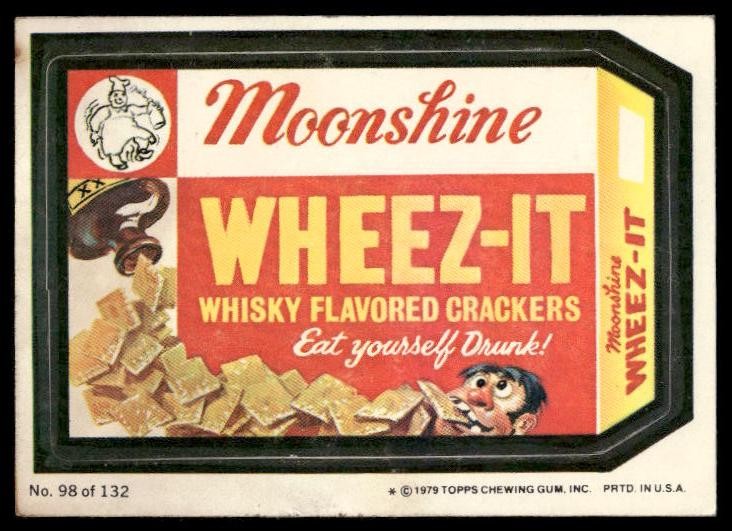 Moonshine
XX
WHEEZ-IT
WHISKY FLAVORED CRACKERS
Eat yourself Drunk!
Moonshine
WHEEZ-IT
No. 98 of 132
* © 1979 TOPPS CHEWING GUM, INC. PRTD. IN U.S.A.